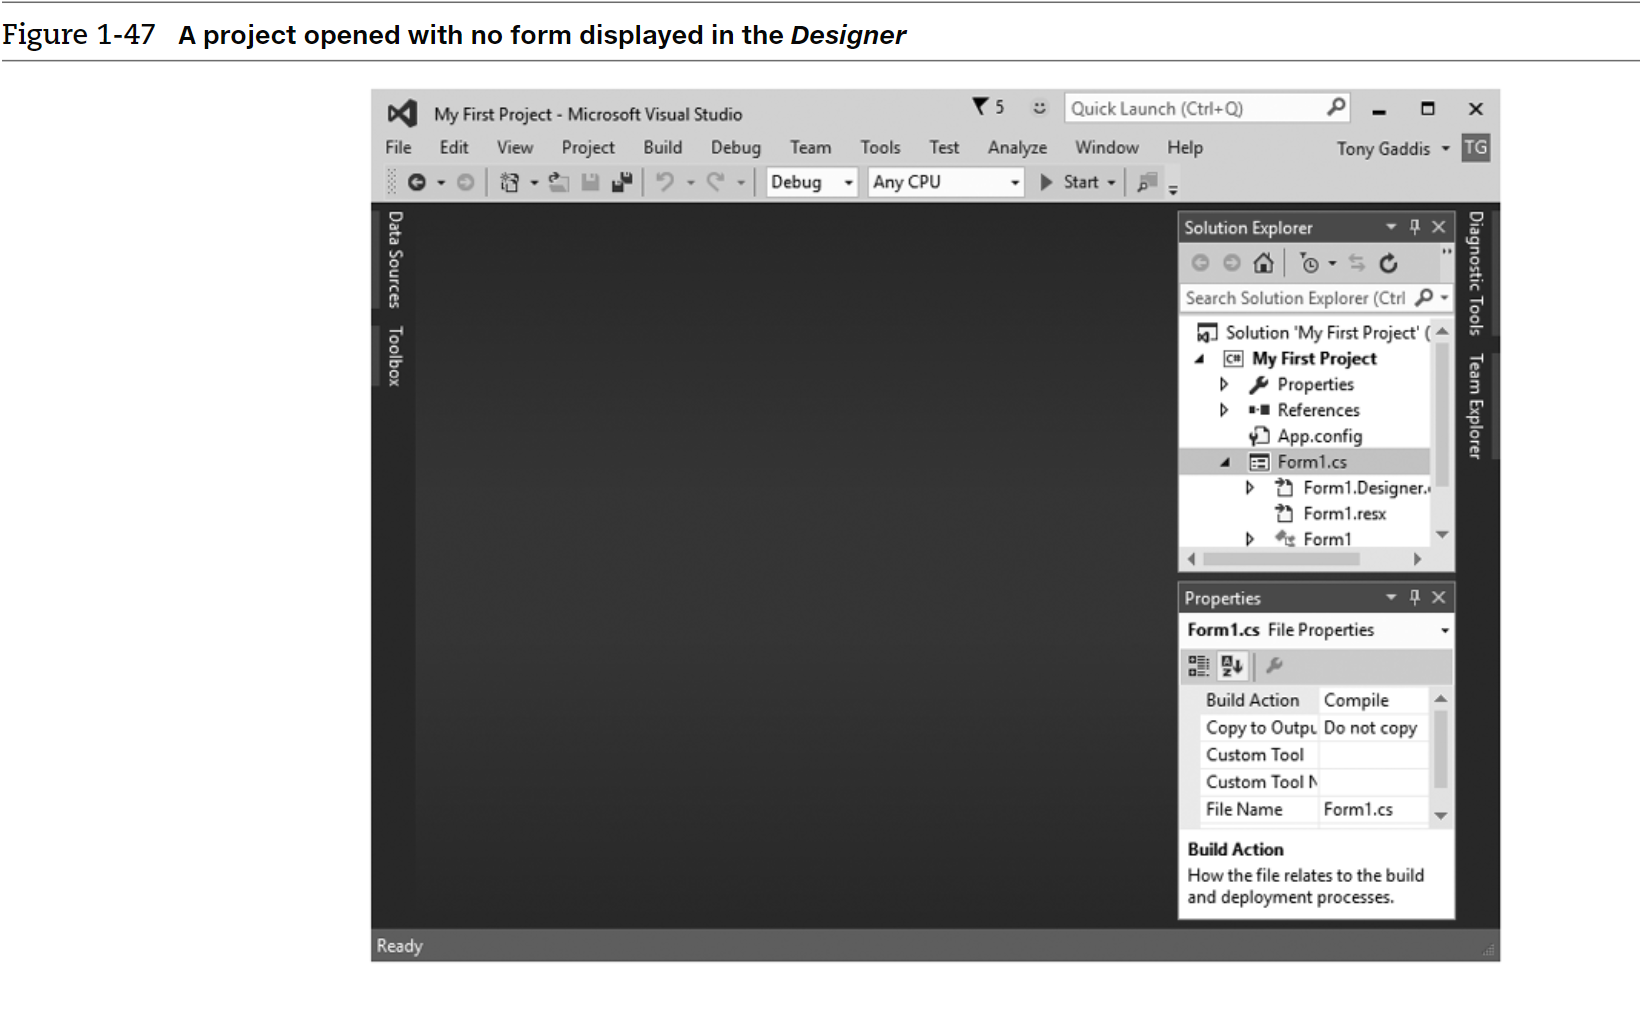 Figure 1-47 A project opened with no form displayed in the Designer
My First Project - Microsoft Visual Studio
5
Quick Launch (Ctrl+Q)
File Edit View Project Build Debug Team Tools Test Analyze Window Help
Tony Gaddis
TG
Debug
Any CPU
Start
Data Sources
Toolbox
Solution Explorer
Search Solution Explorer (Ctrl
Solution 'My First Project' (
C# My First Project
Properties
References
App.config
Form1.cs
Form1.Designer.
Form1.resx
Form1
Diagnostic Tools
Team Explorer
Properties
Form1.cs File Properties
Build Action Compile
Copy to Outpu Do not copy
Custom Tool
Custom Tool N
File Name Form1.cs
Build Action
How the file relates to the build
and deployment processes.
Ready